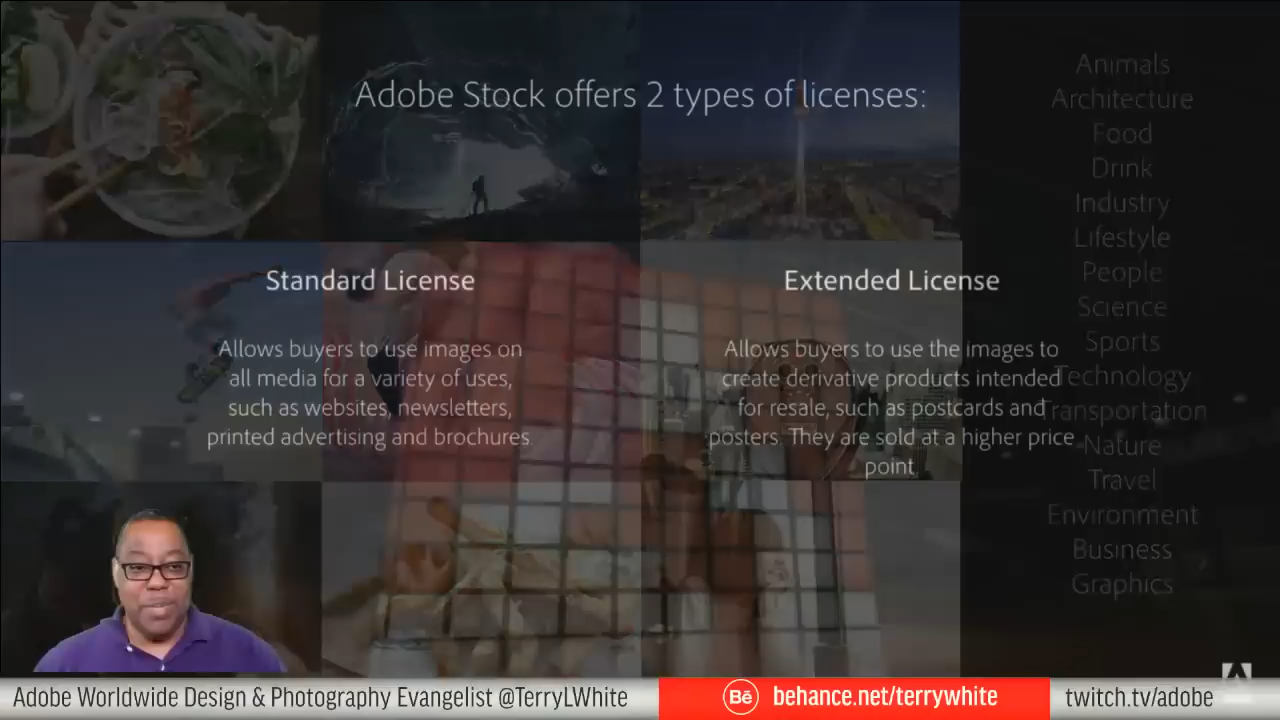 Adobe Stock offers 2 types of licenses:
Standard License
Allows buyers to use images on
all media for a variety of uses,
such as websites, newsletters,
printed advertising and brochures
Extended License
Allows buyers to use the images to
create derivative products intended
for resale, such as postcards and
posters They are sold at a higher price
point
Animals
Architecture
Food
Drink
Industry
Lifestyle
People
Science
Sports
Technology
Transportation
Nature
Travel
Environment
Business
Graphics
Adobe Worldwide Design & Photography Evangelist @TerryLWhite
Bē behance.net/terrywhite
twitch.tv/adobe